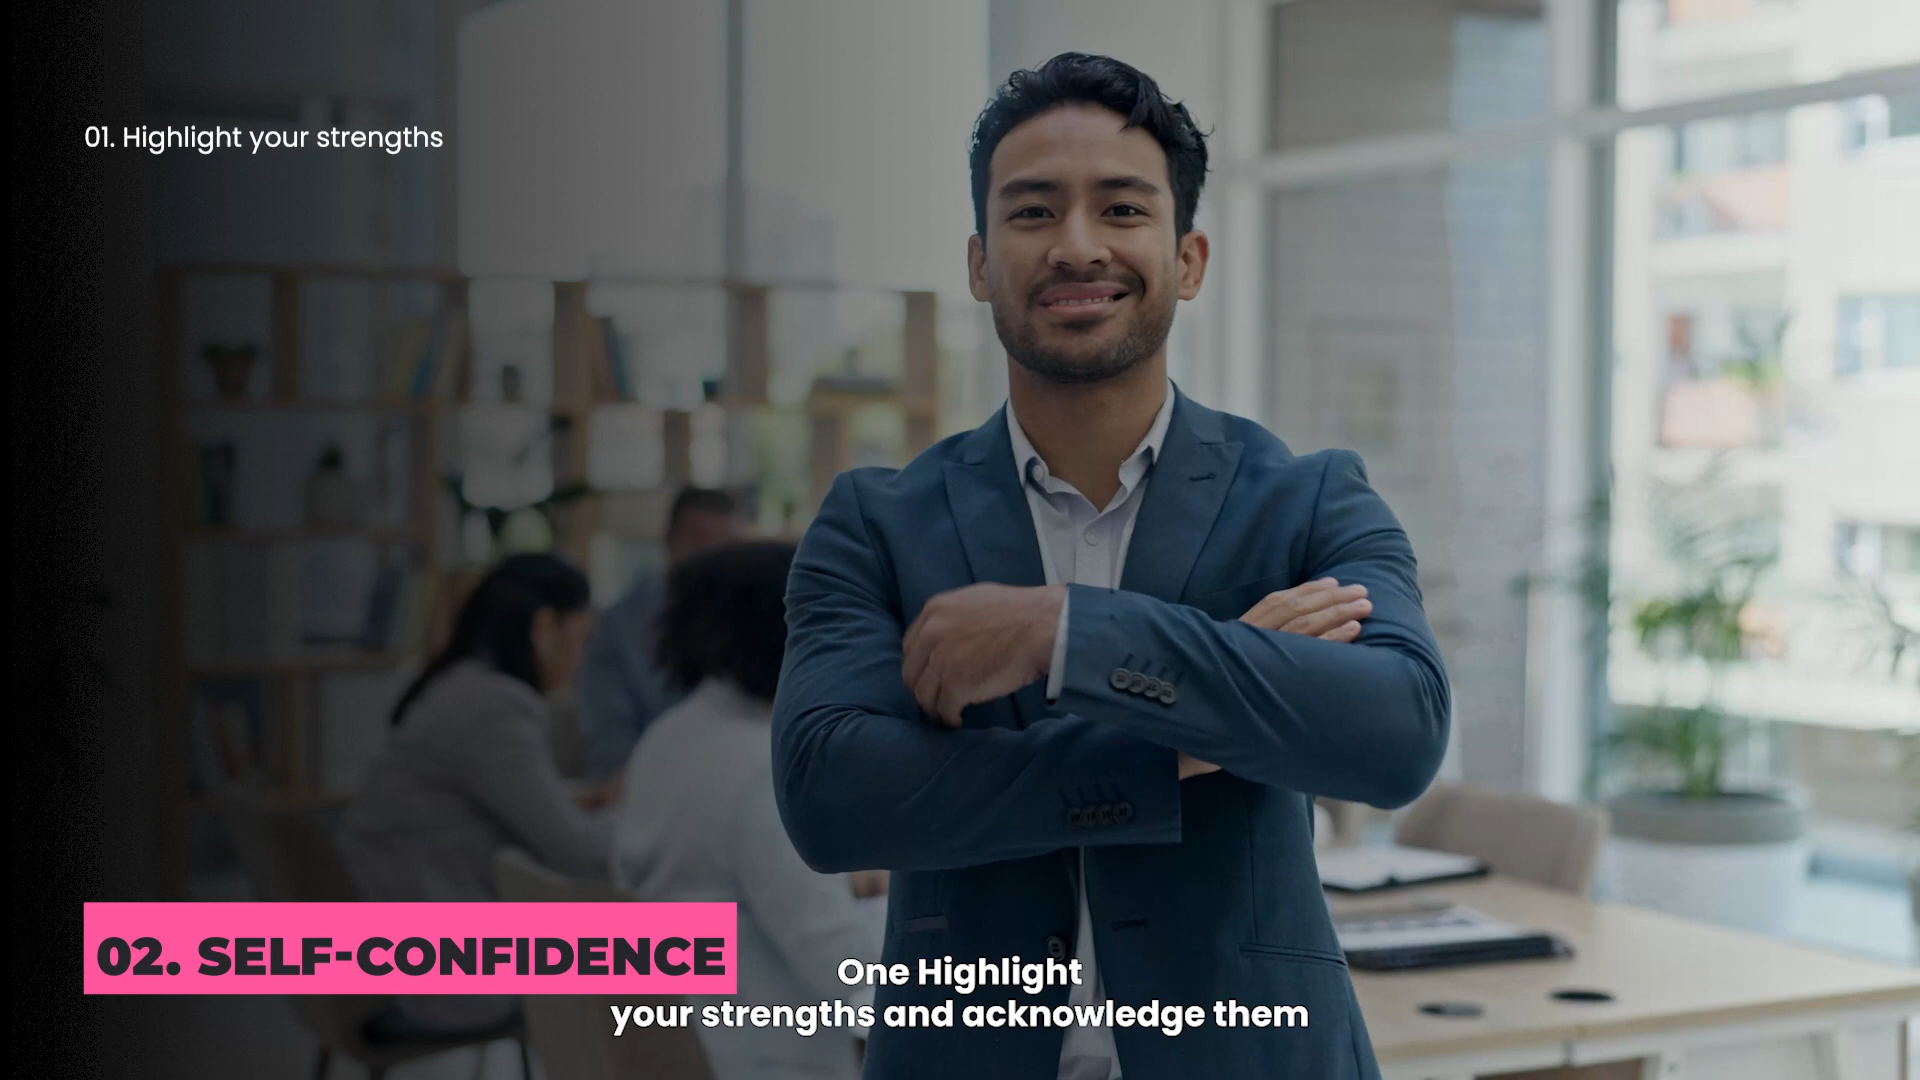 01. Highlight your strengths
02. SELF-CONFIDENCE
One Highlight
your strengths and acknowledge them